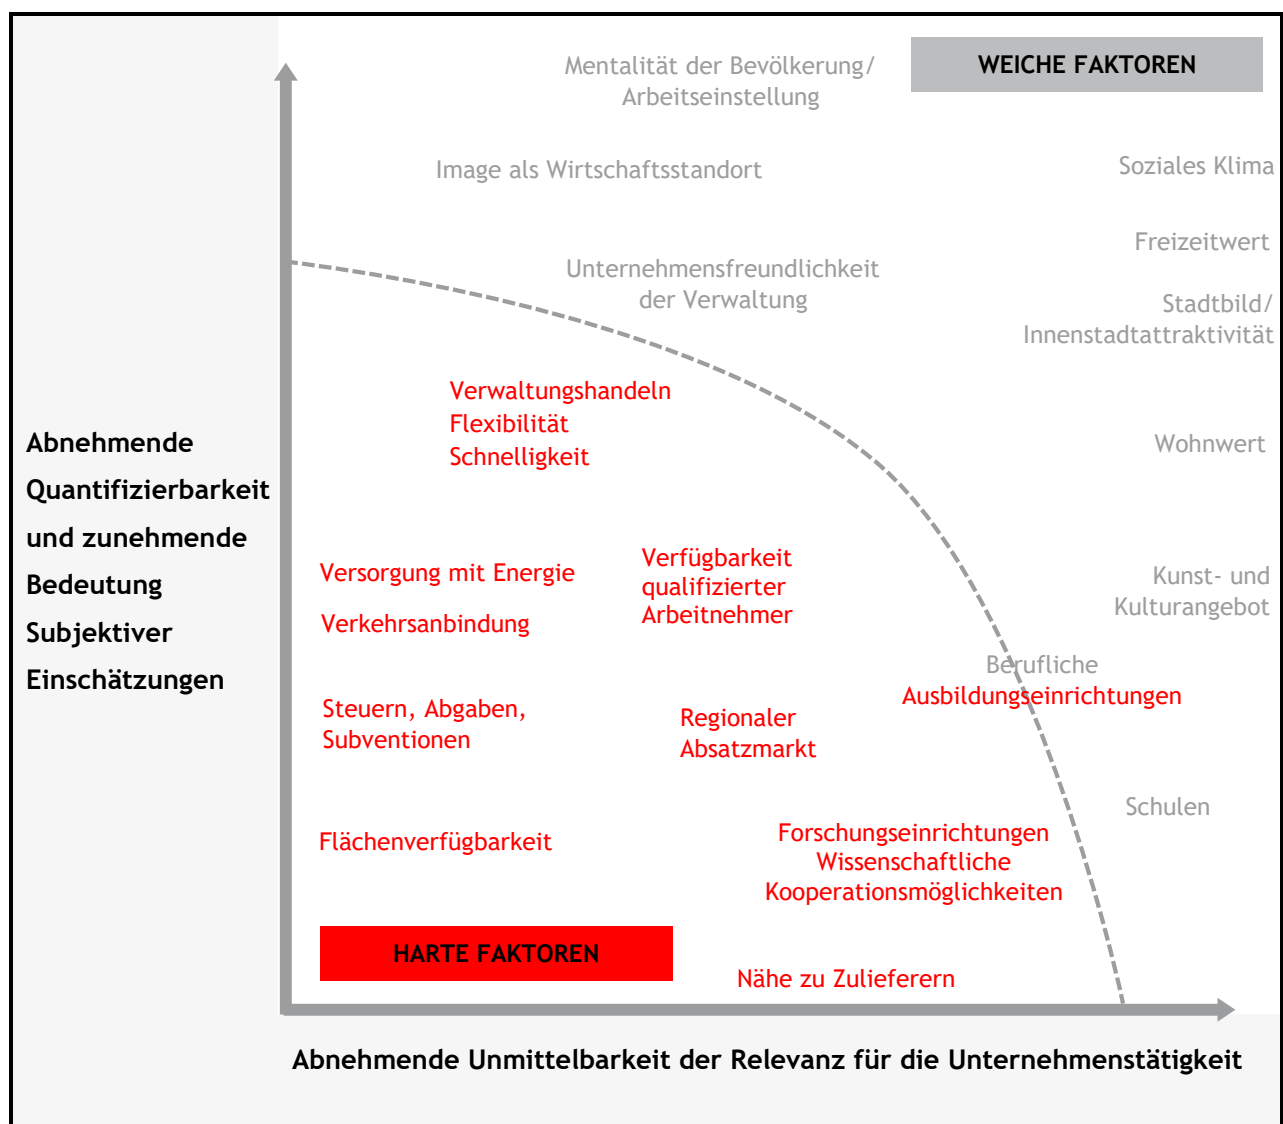 WEICHE FAKTOREN
Mentalität der Bevölkerung/
Arbeitseinstellung
Image als Wirtschaftsstandort
Soziales Klima
Freizeitwert
Unternehmensfreundlichkeit
der Verwaltung
Stadtbild/
Innenstadtattraktivität
Verwaltungshandeln
Flexibilität
Schnelligkeit
Wohnwert
Abnehmende
Quantifizierbarkeit
und zunehmende
Bedeutung
Subjektiver
Einschätzungen
Versorgung mit Energie
Verkehrsanbindung
Verfügbarkeit
qualifizierter
Arbeitnehmer
Kunst- und
Kulturangebot
Berufliche
Ausbildungseinrichtungen
Steuern, Abgaben,
Subventionen
Regionaler
Absatzmarkt
Schulen
Flächenverfügbarkeit
Forschungseinrichtungen
Wissenschaftliche
Kooperationsmöglichkeiten
HARTE FAKTOREN
Nähe zu Zulieferern
Abnehmende Unmittelbarkeit der Relevanz für die Unternehmenstätigkeit